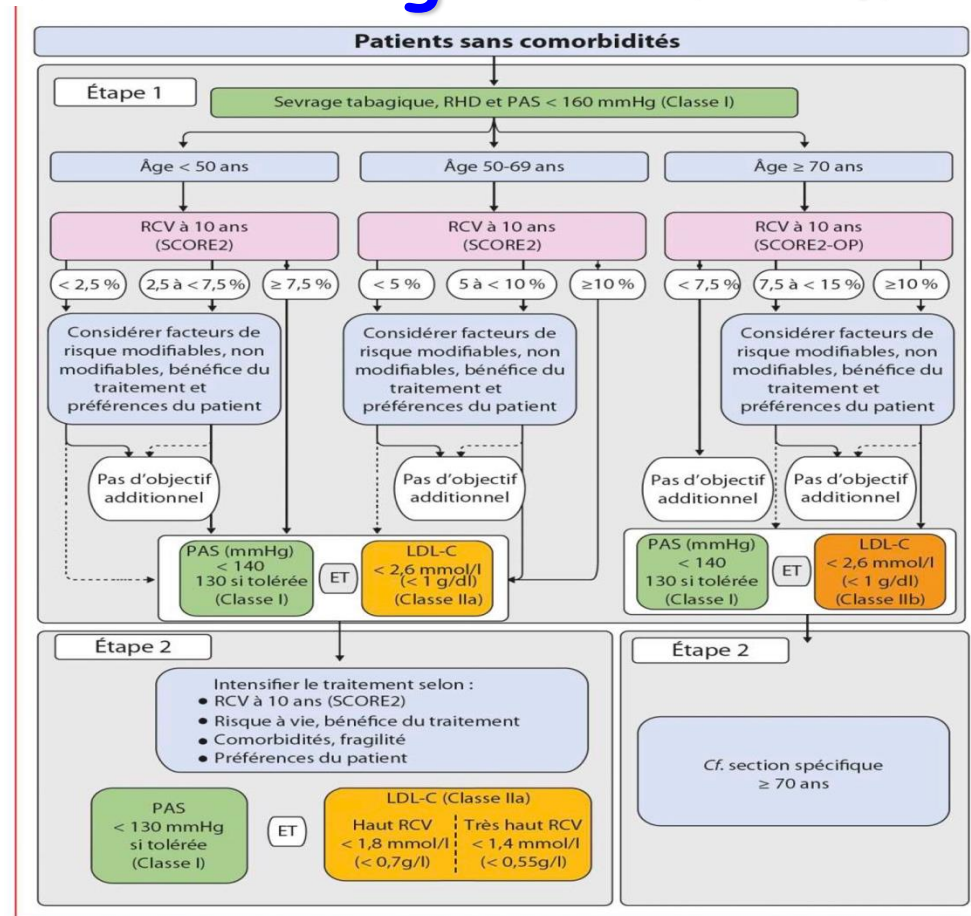 g
Patients sans comorbidités
Étape 1
Sevrage tabagique, RHD et PAS < 160 mmHg (Classe I)
Âge < 50 ans
Âge 50-69 ans
Âge ≥ 70 ans
RCV à 10 ans
(SCORE2)
RCV à 10 ans
(SCORE2)
RCV à 10 ans
(SCORE2-OP)
< 2,5 %
2,5 à < 7,5 %
≥ 7,5 %
< 5 %
5 à < 10 %
≥10 %
< 7,5 %
7,5 à < 15 %
≥10 %
Considérer facteurs de
risque modifiables, non
modifiables, bénéfice du
traitement et
préférences du patient
Considérer facteurs de
risque modifiables, non
modifiables, bénéfice du
traitement et
préférences du patient
Considérer facteurs de
risque modifiables, non
modifiables, bénéfice du
traitement et
préférences du patient
Pas d'objectif
additionnel
Pas d'objectif
additionnel
Pas d'objectif
additionnel
Pas d'objectif
additionnel
PAS (mmHg)
< 140
130 si tolérée
(Classe I)
ET
LDL-C
< 2,6 mmol/l
(< 1 g/dl)
(Classe IIa)
PAS (mmHg)
< 140
130 si tolérée
(Classe I)
ET
LDL-C
< 2,6 mmol/l
(< 1 g/dl)
(Classe IIb)
Étape 2
Intensifier le traitement selon :
● RCV à 10 ans (SCORE2)
● Risque à vie, bénéfice du traitement
● Comorbidités, fragilité
● Préférences du patient
PAS
< 130 mmHg
si tolérée
(Classe I)
ET
LDL-C (Classe IIa)
Haut RCV
< 1,8 mmol/l
(< 0,7g/l)
Très haut RCV
< 1,4 mmol/l
(< 0,55g/l)
Étape 2
Cf. section spécifique
≥ 70 ans